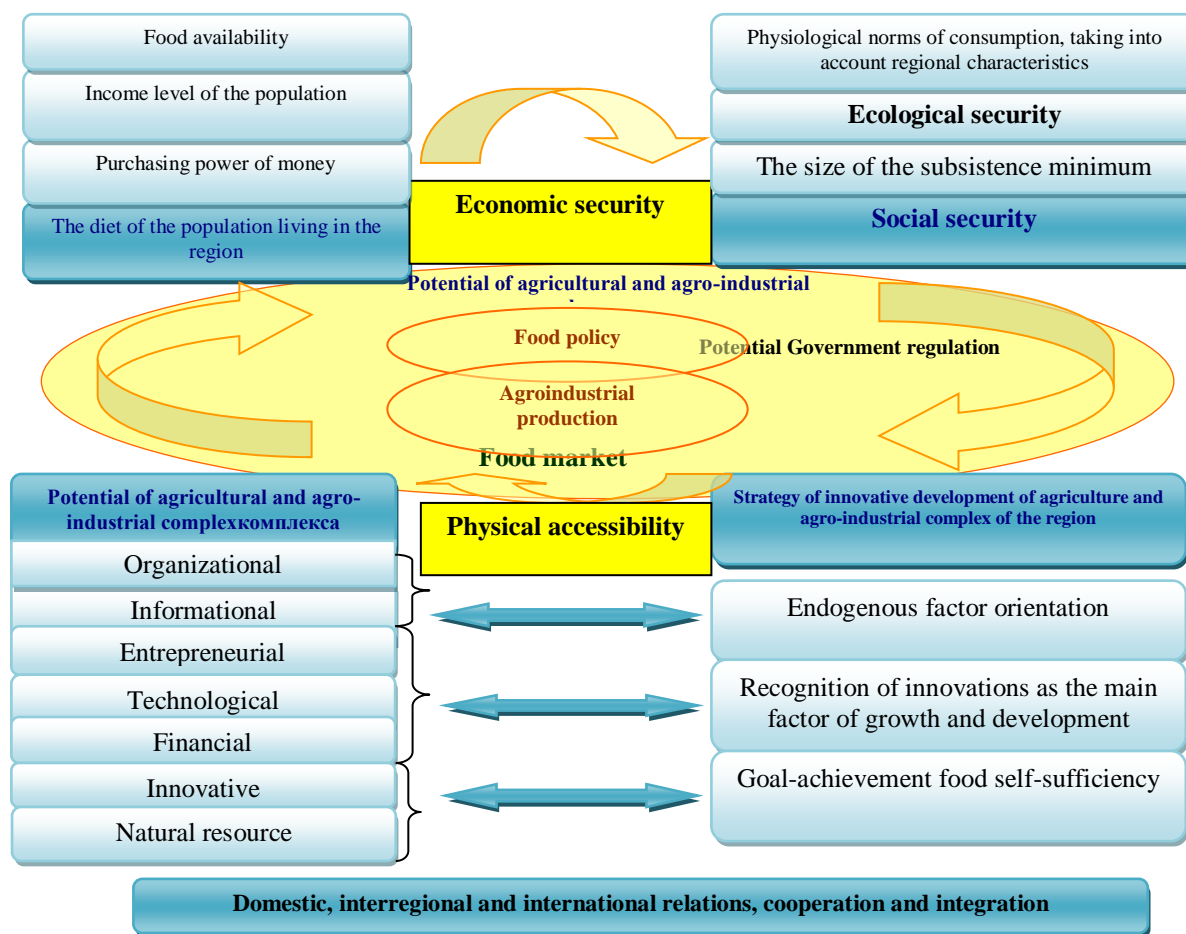 Food availability
Income level of the population
Purchasing power of money
The diet of the population living in the
region
Physiological norms of consumption, taking into
account regional characteristics
Ecological security
The size of the subsistence minimum
Social security
Economic security
Potential of agricultural and agro-industrial
Food policy
Potential Government regulation
Agroindustrial
production
Food market
Potential of agricultural and agro-
industrial complexкомплекса
Organizational
Informational
Entrepreneurial
Technological
Financial
Innovative
Natural resource
Physical accessibility
Strategy of innovative development of agriculture and
agro-industrial complex of the region
Endogenous factor orientation
Recognition of innovations as the main
factor of growth and development
Goal-achievement food self-sufficiency
Domestic, interregional and international relations, cooperation and integration